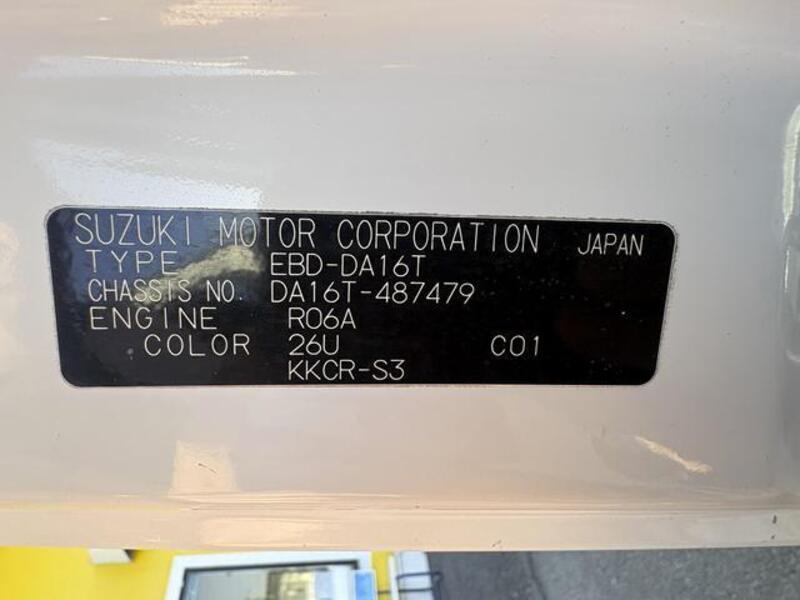 SUZUKI MOTOR CORPORATION JAPAN
TYPE EBD-DA16T
CHASSIS NO. DA16T-487479
ENGINE R06A
COLOR 26U C01
KKCR-S3